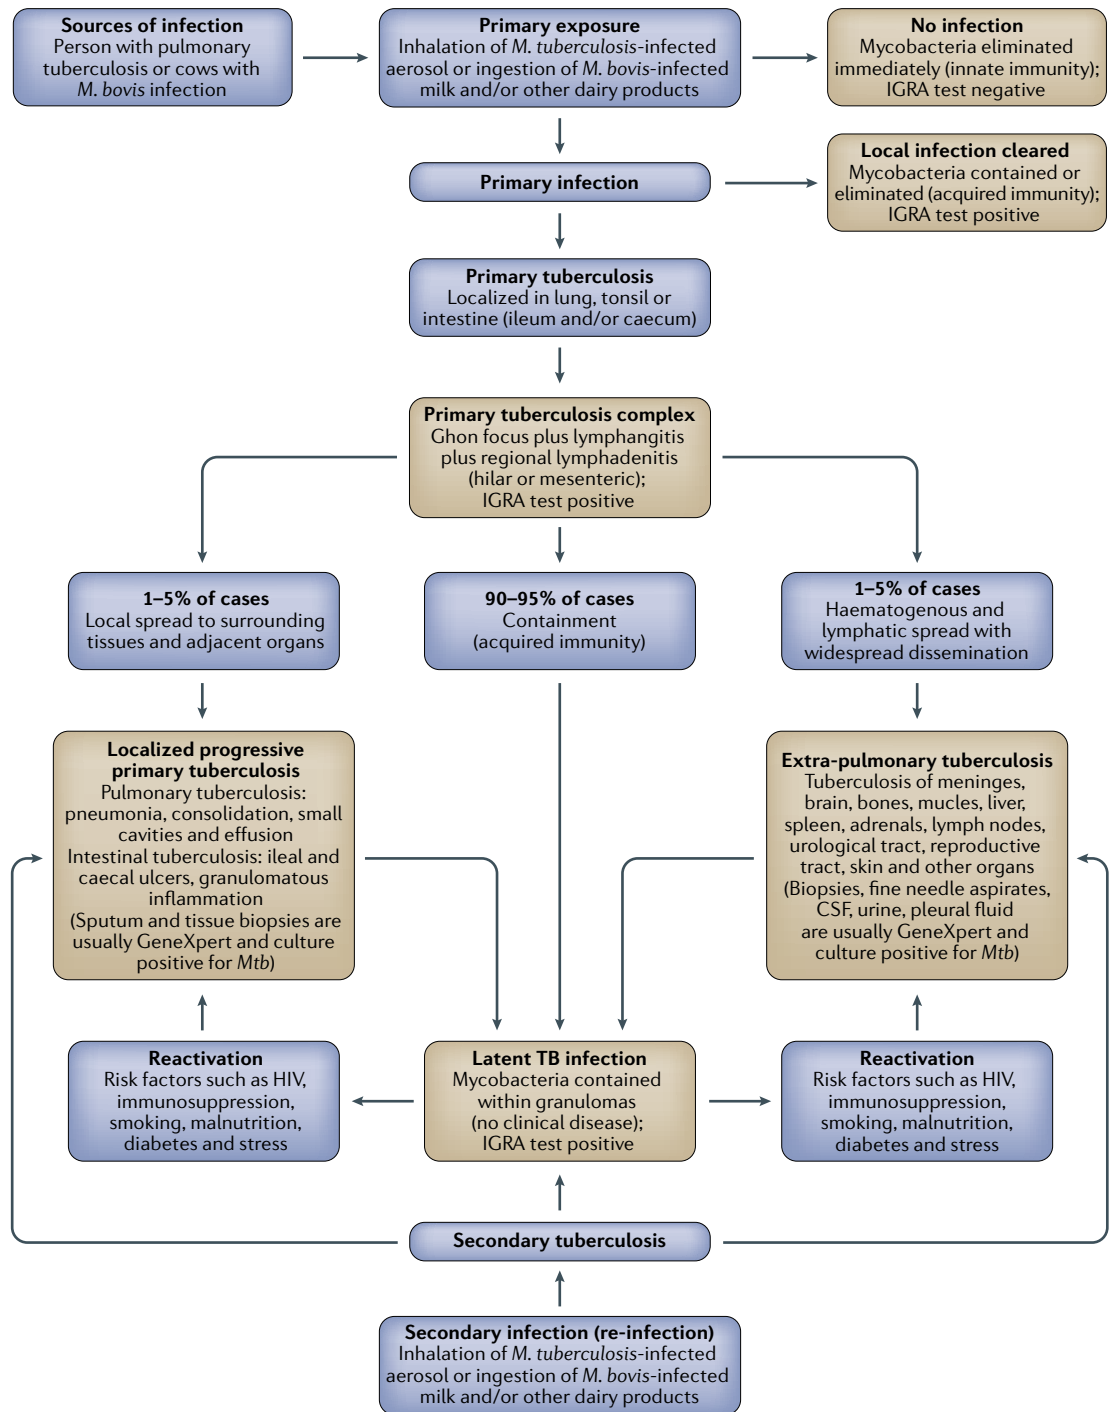 Sources of infection
Person with pulmonary
tuberculosis or cows with
M. bovis infection
Primary exposure
Inhalation of M. tuberculosis-infected
aerosol or ingestion of M. bovis-infected
milk and/or other dairy products
No infection
Mycobacteria eliminated
immediately (innate immunity);
IGRA test negative
Primary infection
Local infection cleared
Mycobacteria contained or
eliminated (acquired immunity);
IGRA test positive
Primary tuberculosis
Localized in lung, tonsil or
intestine (ileum and/or caecum)
Primary tuberculosis complex
Ghon focus plus lymphangitis
plus regional lymphadenitis
(hilar or mesenteric);
IGRA test positive
1–5% of cases
Local spread to surrounding
tissues and adjacent organs
90–95% of cases
Containment
(acquired immunity)
1–5% of cases
Haematogenous and
lymphatic spread with
widespread dissemination
Localized progressive
primary tuberculosis
Pulmonary tuberculosis:
pneumonia, consolidation, small
cavities and effusion
Intestinal tuberculosis: ileal and
caecal ulcers, granulomatous
inflammation
(Sputum and tissue biopsies are
usually GeneXpert and culture
positive for Mtb)
Extra-pulmonary tuberculosis
Tuberculosis of meninges,
brain, bones, mucles, liver,
spleen, adrenals, lymph nodes,
urological tract, reproductive
tract, skin and other organs
(Biopsies, fine needle aspirates,
CSF, urine, pleural fluid
are usually GeneXpert and
culture positive for Mtb)
Reactivation
Risk factors such as HIV,
immunosuppression,
smoking, malnutrition,
diabetes and stress
Latent TB infection
Mycobacteria contained
within granulomas
(no clinical disease);
IGRA test positive
Reactivation
Risk factors such as HIV,
immunosuppression,
smoking, malnutrition,
diabetes and stress
Secondary tuberculosis
Secondary infection (re-infection)
Inhalation of M. tuberculosis-infected
aerosol or ingestion of M. bovis-infected
milk and/or other dairy products